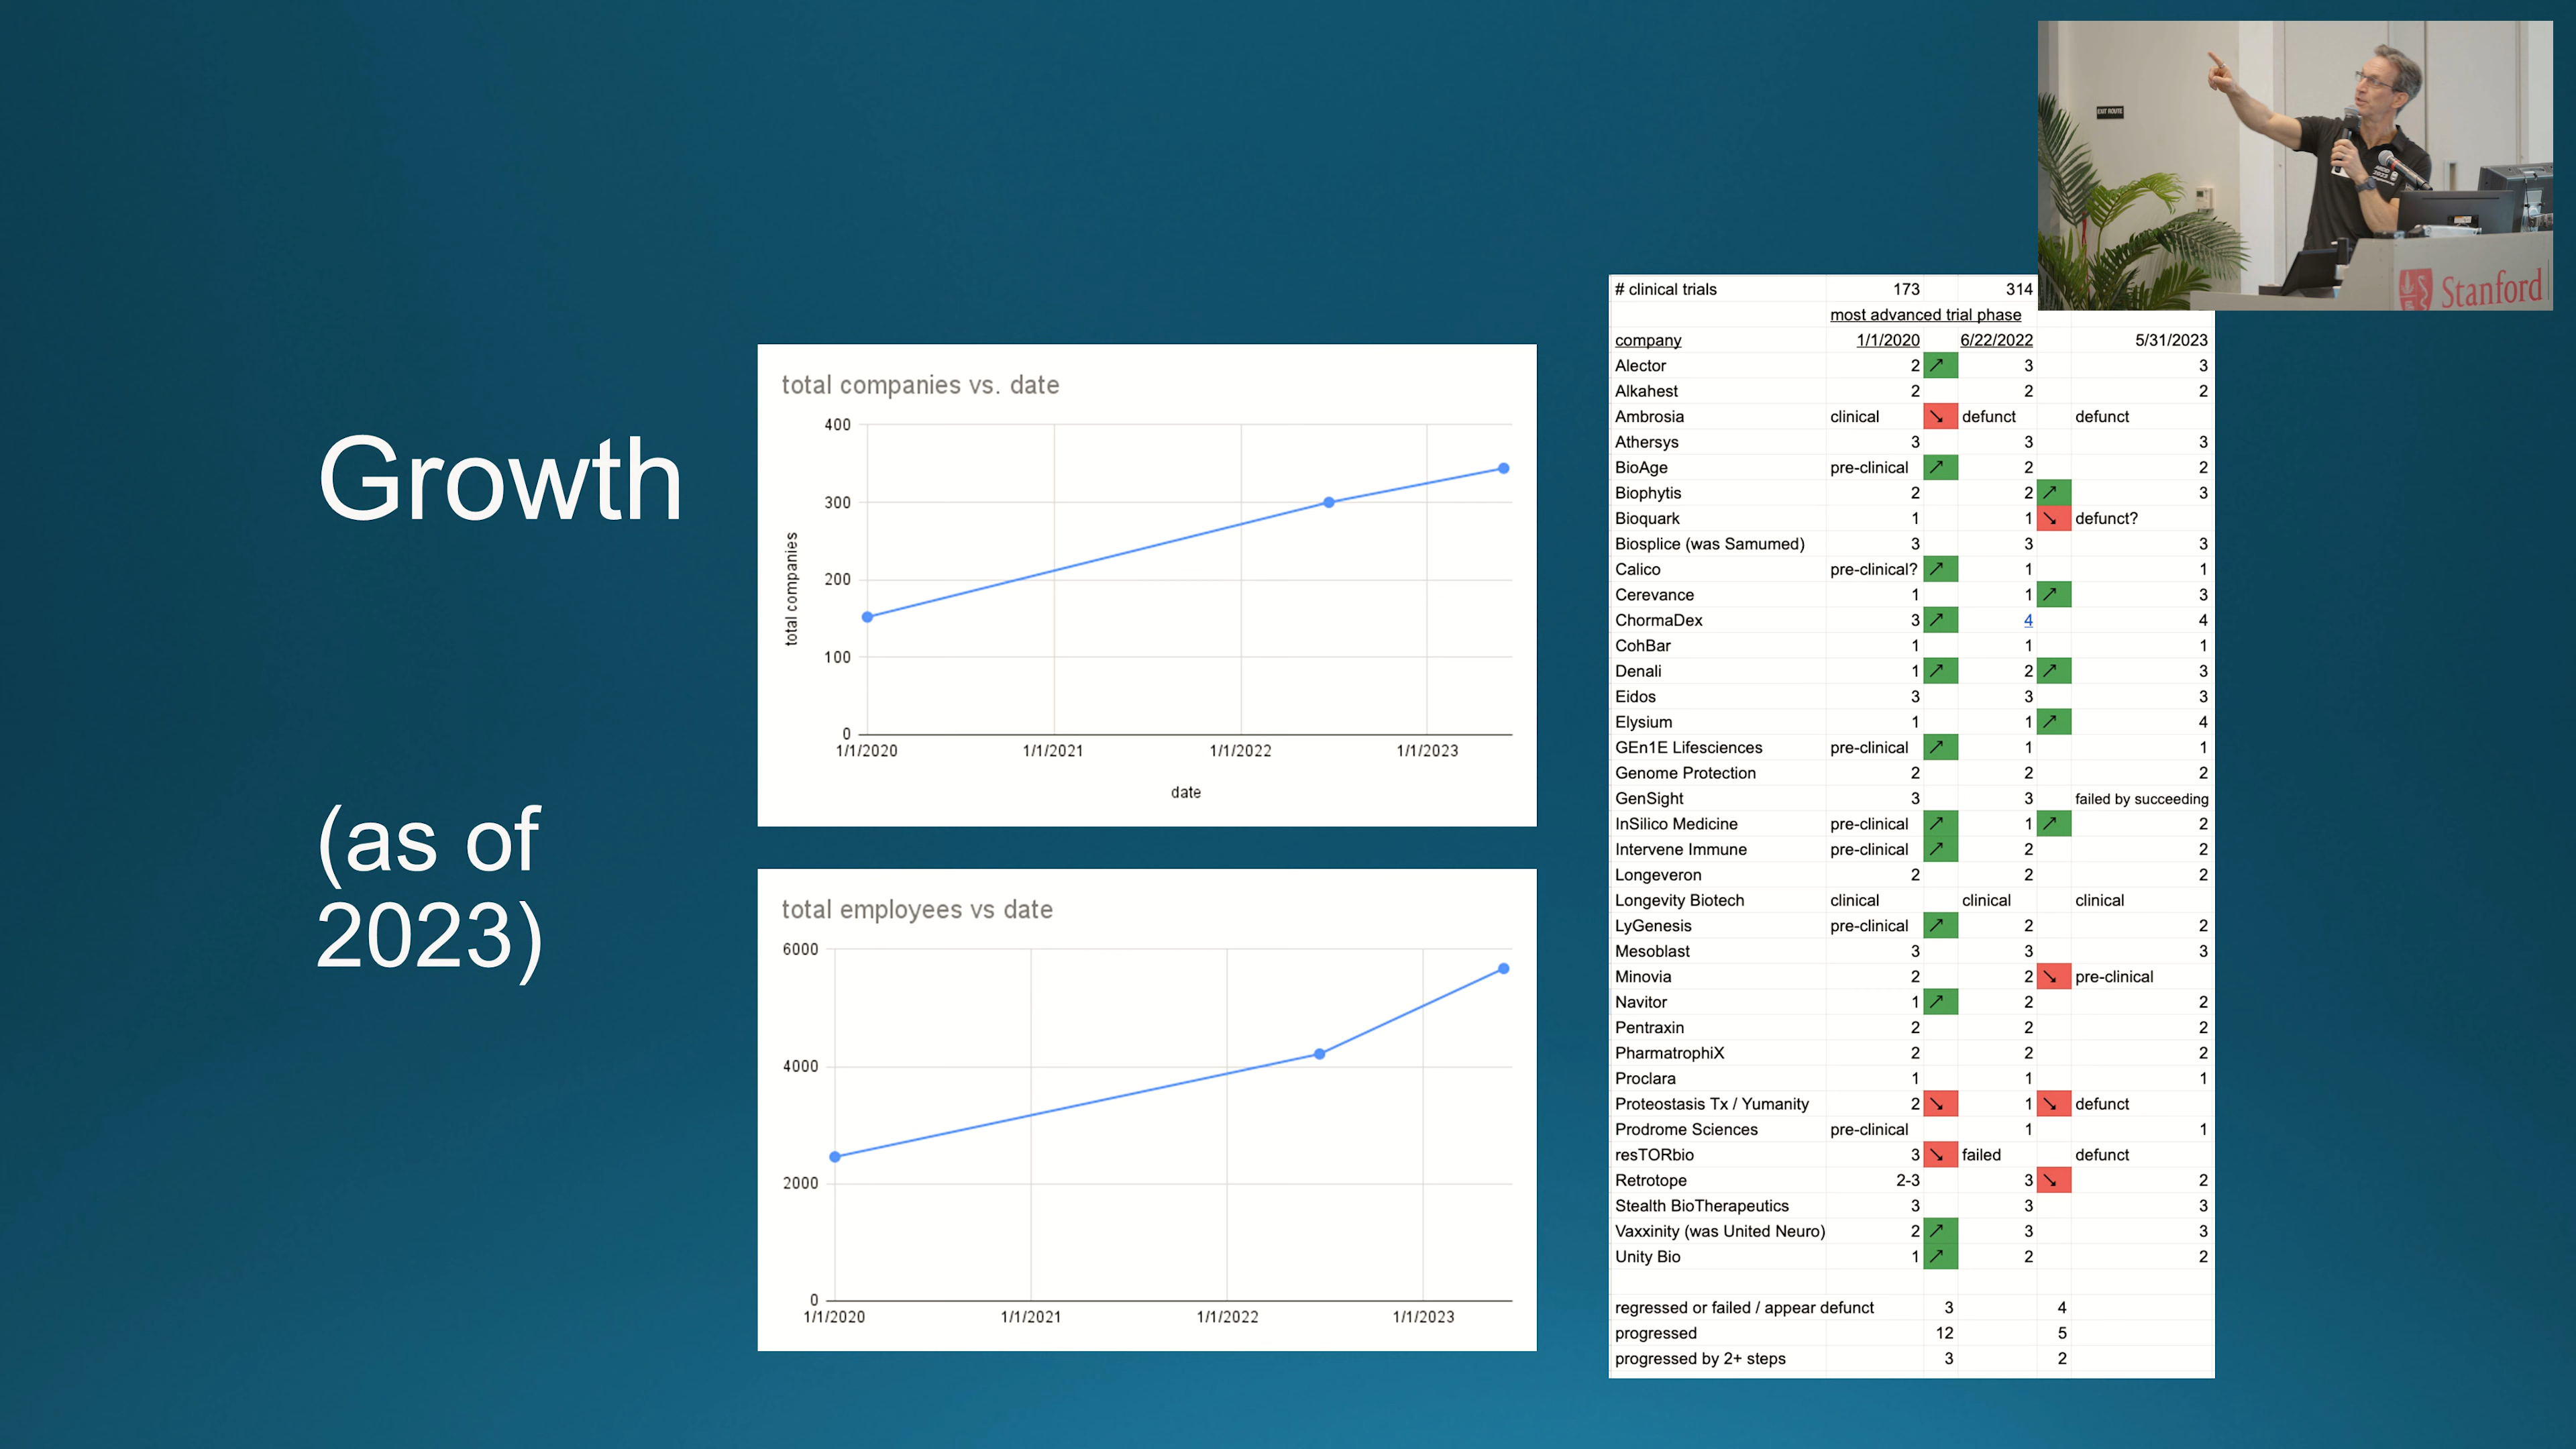 Growth
(as of
2023)
total companies vs. date
400
300
200
100
0
total companies
1/1/2020 1/1/2021 1/1/2022 1/1/2023
date
total employees vs date
6000
4000
2000
0
1/1/2020 1/1/2021 1/1/2022 1/1/2023
# clinical trials 173 314
most advanced trial phase
company 1/1/2020 6/22/2022 5/31/2023
Alector 2 ↗ 3 3
Alkahest 2 2 2
Ambrosia clinical ↘ defunct defunct
Athersys 3 3 3
BioAge pre-clinical ↗ 2 2
Biophytis 2 2 ↗ 3
Bioquark 1 1 ↘ defunct?
Biosplice (was Samumed) 3 3 3
Calico pre-clinical? ↗ 1 1
Cerevance 1 1 ↗ 3
ChormaDex 3 ↗ 4 4
CohBar 1 1 1
Denali 1 ↗ 2 ↗ 3
Eidos 3 3 3
Elysium 1 1 ↗ 4
GEn1E Lifesciences pre-clinical ↗ 1 1
Genome Protection 2 2 2
GenSight 3 3 failed by succeeding
InSilico Medicine pre-clinical ↗ 1 ↗ 2
Intervene Immune pre-clinical ↗ 2 2
Longeveron 2 2 2
Longevity Biotech clinical clinical clinical
LyGenesis pre-clinical ↗ 2 2
Mesoblast 3 3 3
Minovia 2 2 ↘ pre-clinical
Navitor 1 ↗ 2 2
Pentraxin 2 2 2
PharmatrophiX 2 2 2
Proclara 1 1 1
Proteostasis Tx / Yumanity 2 ↘ 1 ↘ defunct
Prodrome Sciences pre-clinical 1 1
resTORbio 3 ↘ failed defunct
Retrotope 2-3 3 ↘ 2
Stealth BioTherapeutics 3 3 3
Vaxxinity (was United Neuro) 2 ↗ 3 3
Unity Bio 1 ↗ 2 2
regressed or failed / appear defunct 3 4
progressed 12 5
progressed by 2+ steps 3 2
EXIT ROUTE
2023
Stanford